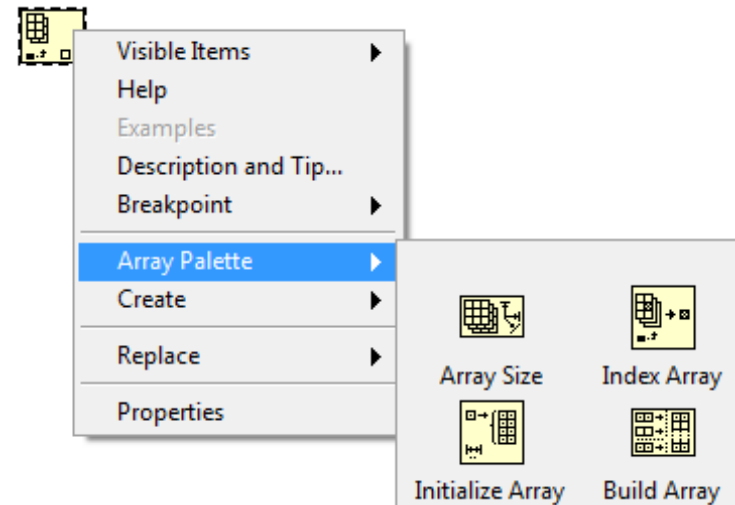 Visible Items
Help
Examples
Description and Tip...
Breakpoint
Array Palette
Create
Replace
Properties
Array Size
Index Array
Initialize Array
Build Array